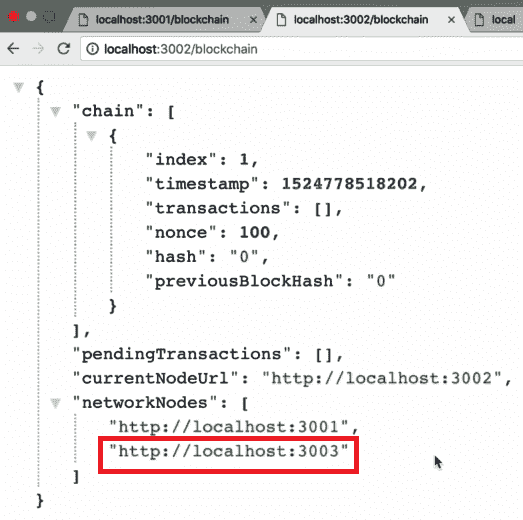 localhost:3001/blockchain
localhost:3002/blockchain
local
localhost:3002/blockchain
{
"chain": [
{
"index": 1,
"timestamp": 1524778518202,
"transactions": [],
"nonce": 100,
"hash": "0",
"previousBlockHash": "0"
}
],
"pendingTransactions": [],
"currentNodeUrl": "http://localhost:3002",
"networkNodes": [
"http://localhost:3001",
"http://localhost:3003"
]
}